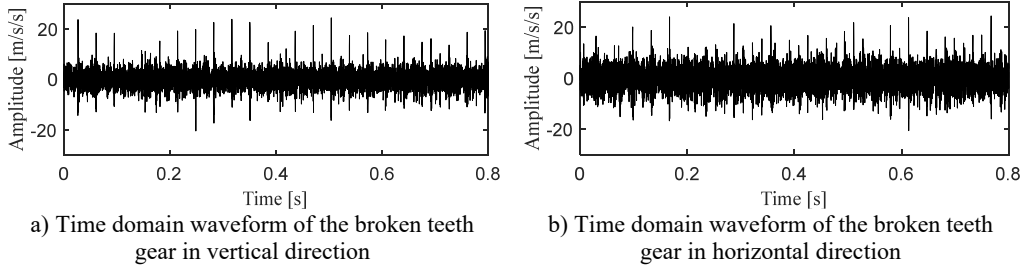 Amplitude [m/s/s]
20
0
-20
0 0.2 0.4 0.6 0.8
Time [s]
a) Time domain waveform of the broken teeth
gear in vertical direction
Amplitude [m/s/s]
20
0
-20
0 0.2 0.4 0.6 0.8
Time [s]
b) Time domain waveform of the broken teeth
gear in horizontal direction